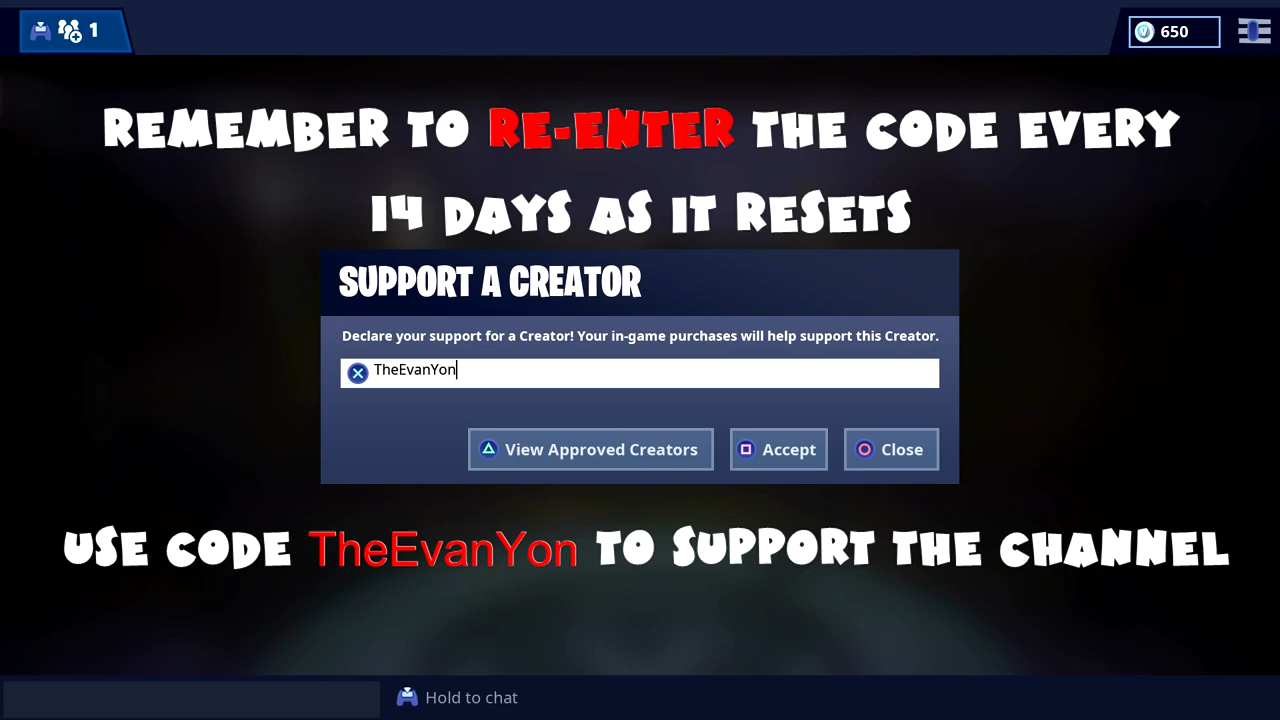 1
650
REMEMBER TO RE-ENTER THE CODE EVERY
14 DAYS AS IT RESETS
SUPPORT A CREATOR
Declare your support for a Creator! Your in-game purchases will help support this Creator.
TheEvanYon
View Approved Creators
Accept
Close
USE CODE TheEvanYon TO SUPPORT THE CHANNEL
Hold to chat